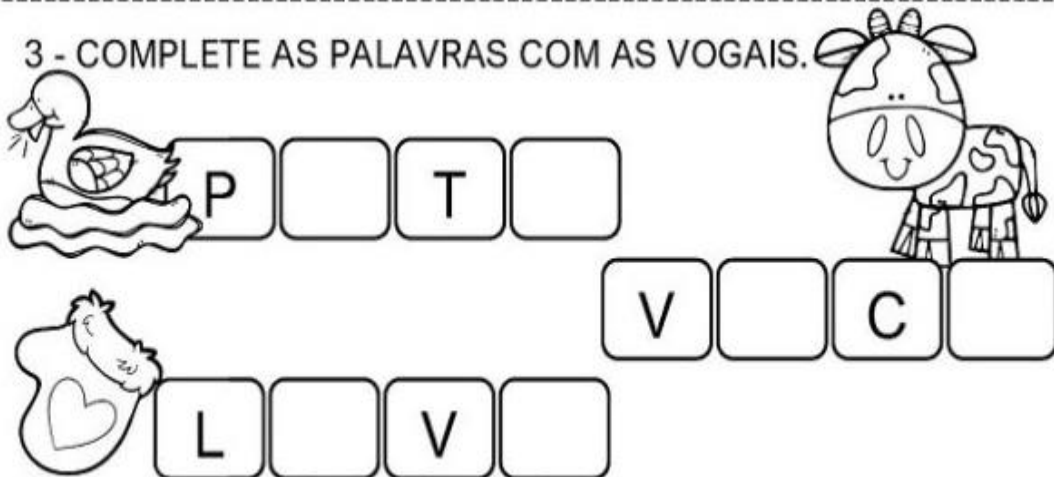 3 - COMPLETE AS PALAVRAS COM AS VOGAIS.
P T
V C
L V